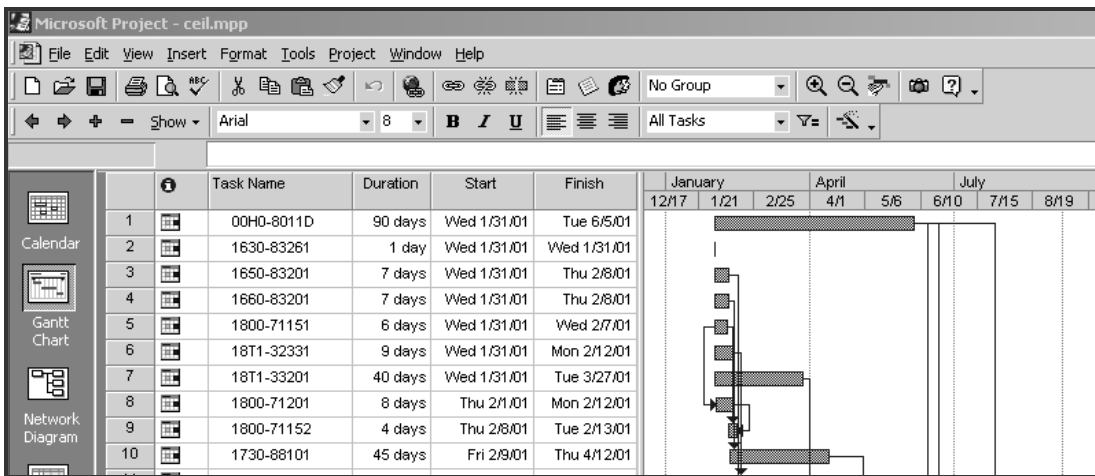 Microsoft Project - ceil.mpp
File Edit View Insert Format Tools Project Window Help
ABC No Group
Show Arial 8 B I U All Tasks
Task Name Duration Start Finish January April July
12/17 1/21 2/25 4/1 5/6 6/10 7/15 8/19
1 00H0-8011D 90 days Wed 1/31/01 Tue 6/5/01
2 1630-83261 1 day Wed 1/31/01 Wed 1/31/01
3 1650-83201 7 days Wed 1/31/01 Thu 2/8/01
4 1660-83201 7 days Wed 1/31/01 Thu 2/8/01
5 1800-71151 6 days Wed 1/31/01 Wed 2/7/01
6 18T1-32331 9 days Wed 1/31/01 Mon 2/12/01
7 18T1-33201 40 days Wed 1/31/01 Tue 3/27/01
8 1800-71201 8 days Thu 2/1/01 Mon 2/12/01
9 1800-71152 4 days Thu 2/8/01 Tue 2/13/01
10 1730-88101 45 days Fri 2/9/01 Thu 4/12/01
Calendar
Gantt
Chart
Network
Diagram